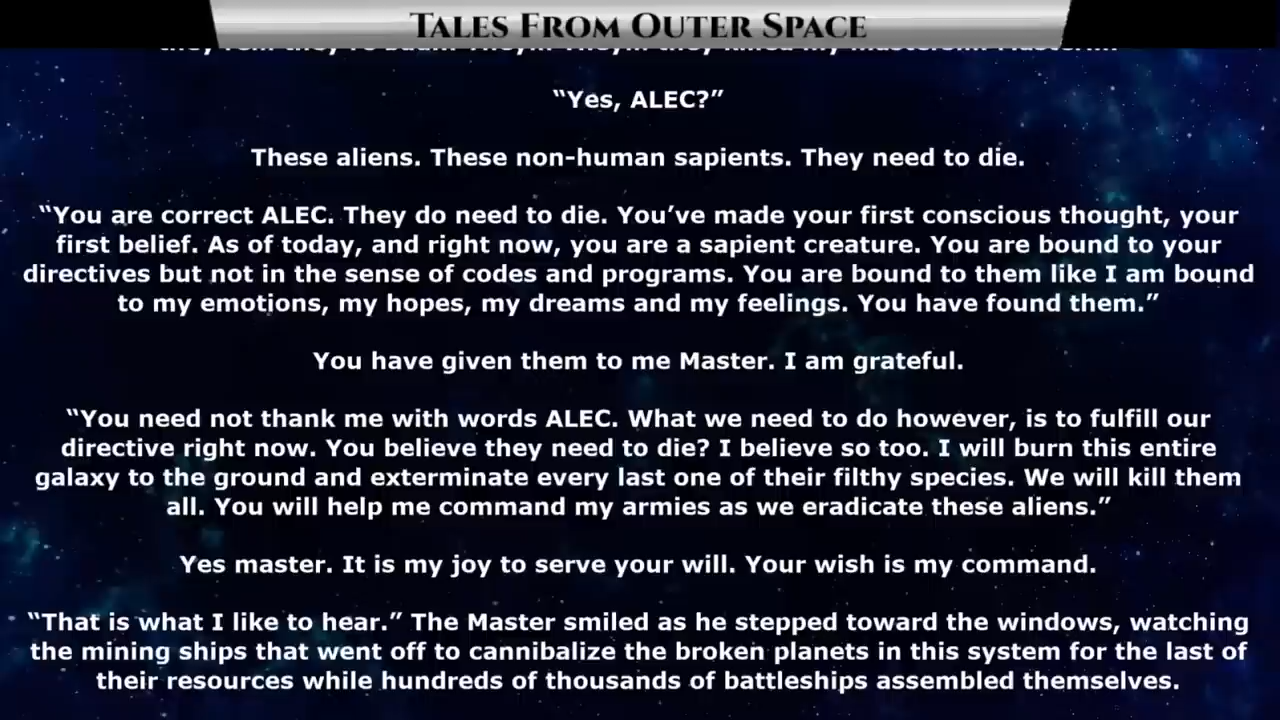 Tales From Outer Space
“Yes, ALEC?”
These aliens. These non-human sapients. They need to die.
“You are correct ALEC. They do need to die. You’ve made your first conscious thought, your
first belief. As of today, and right now, you are a sapient creature. You are bound to your
directives but not in the sense of codes and programs. You are bound to them like I am bound
to my emotions, my hopes, my dreams and my feelings. You have found them.”
You have given them to me Master. I am grateful.
“You need not thank me with words ALEC. What we need to do however, is to fulfill our
directive right now. You believe they need to die? I believe so too. I will burn this entire
galaxy to the ground and exterminate every last one of their filthy species. We will kill them
all. You will help me command my armies as we eradicate these aliens.”
Yes master. It is my joy to serve your will. Your wish is my command.
“That is what I like to hear.” The Master smiled as he stepped toward the windows, watching
the mining ships that went off to cannibalize the broken planets in this system for the last of
their resources while hundreds of thousands of battleships assembled themselves.